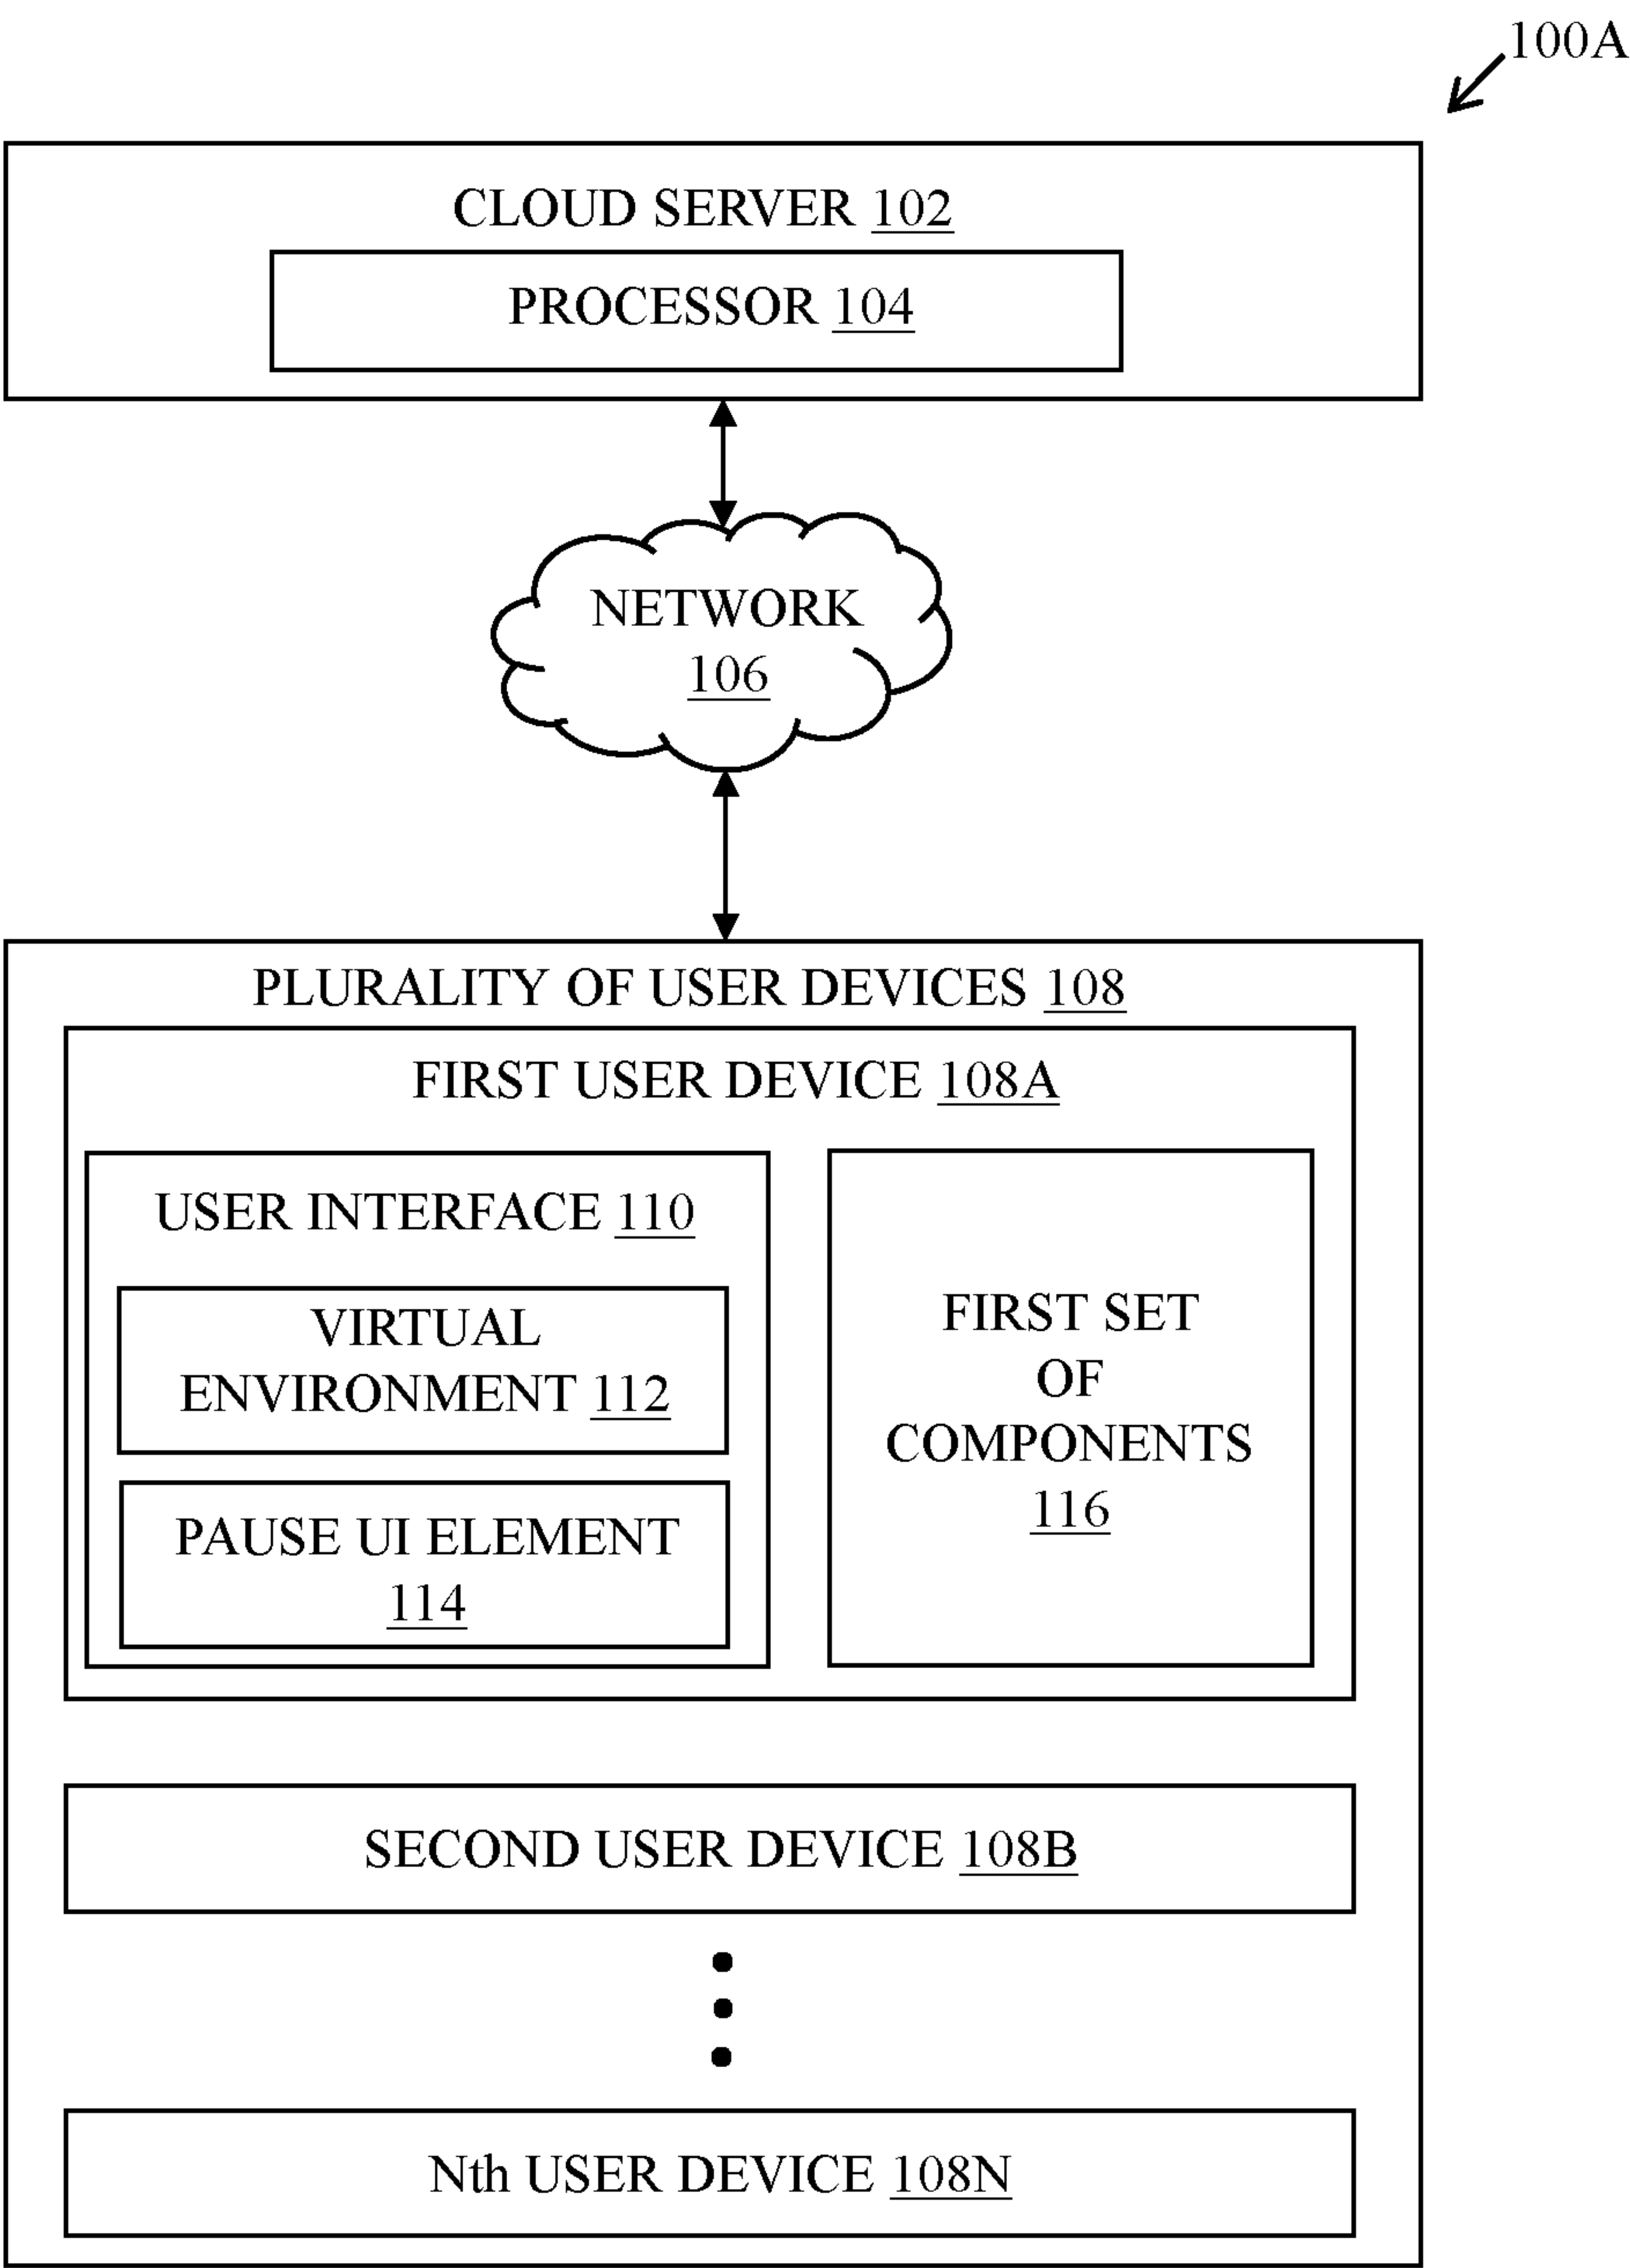 100A
CLOUD SERVER 102
PROCESSOR 104
NETWORK
106
PLURALITY OF USER DEVICES 108
FIRST USER DEVICE 108A
USER INTERFACE 110
VIRTUAL
ENVIRONMENT 112
PAUSE UI ELEMENT
114
FIRST SET
OF
COMPONENTS
116
SECOND USER DEVICE 108B
Nth USER DEVICE 108N